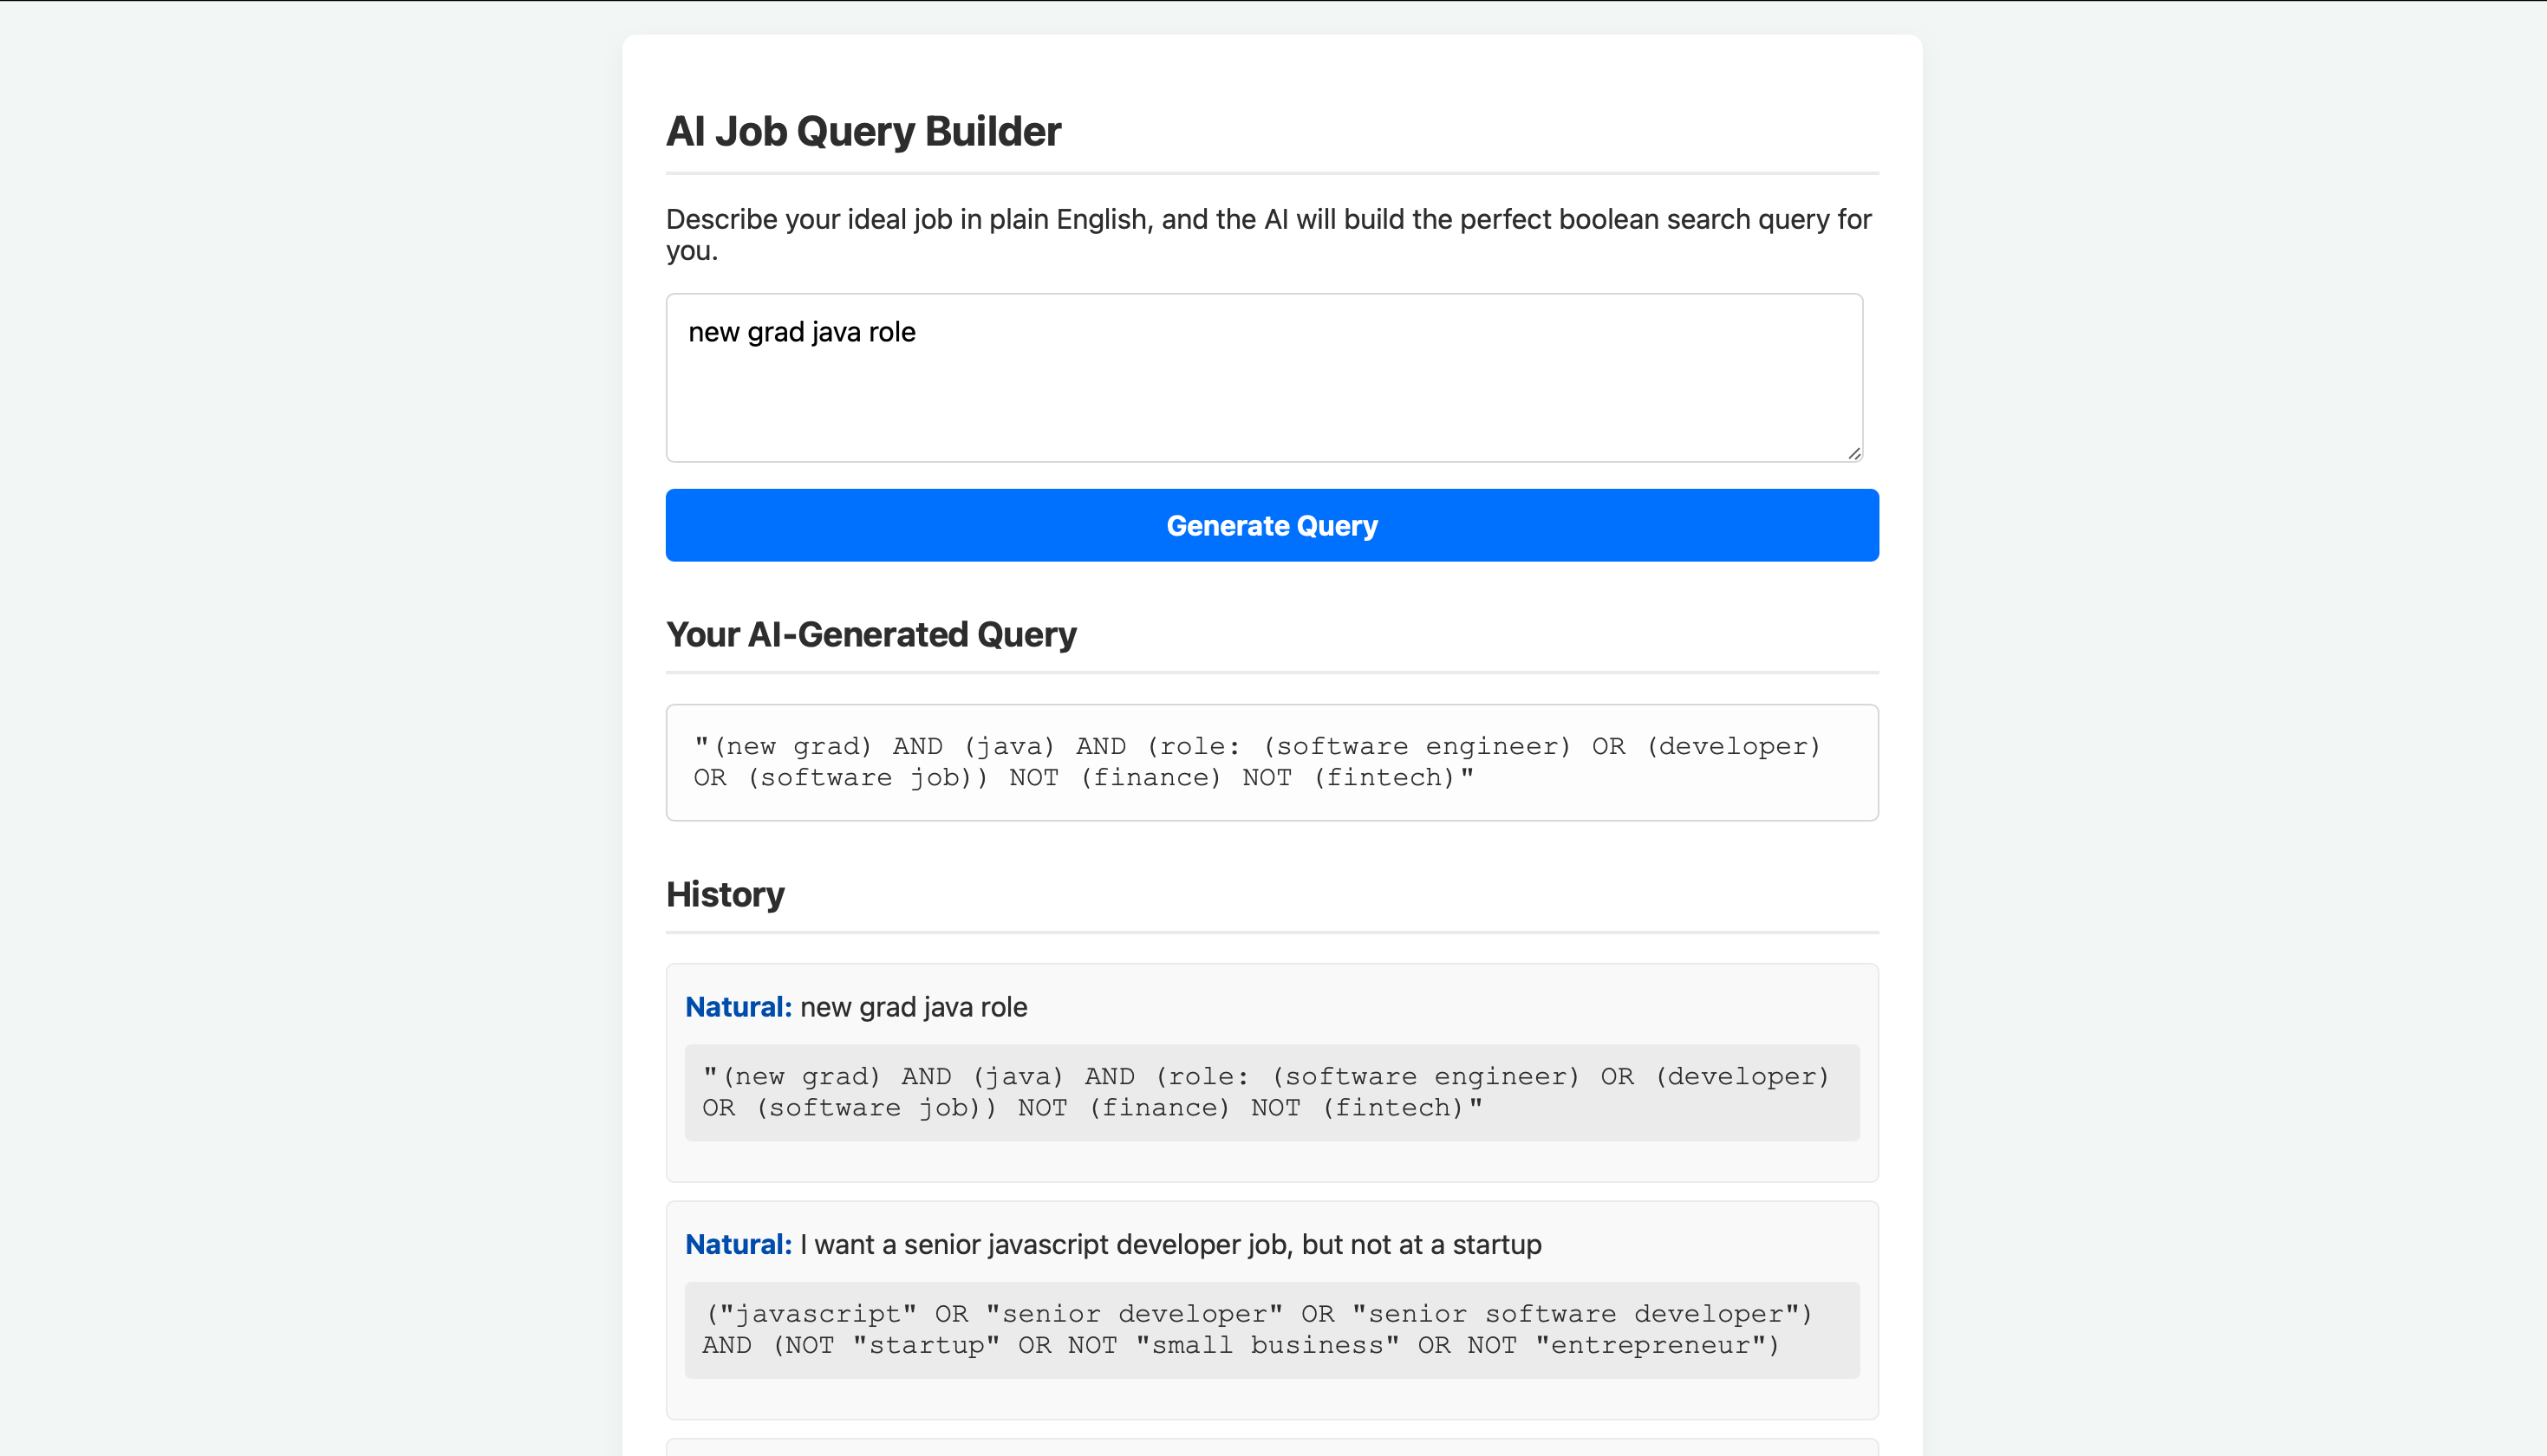 AI Job Query Builder
Describe your ideal job in plain English, and the AI will build the perfect boolean search query for
you.
new grad java role
Generate Query
Your AI-Generated Query
"(new grad) AND (java) AND (role: (software engineer) OR (developer)
OR (software job)) NOT (finance) NOT (fintech)"
History
Natural: new grad java role
"(new grad) AND (java) AND (role: (software engineer) OR (developer)
OR (software job)) NOT (finance) NOT (fintech)"
Natural: I want a senior javascript developer job, but not at a startup
("javascript" OR "senior developer" OR "senior software developer")
AND (NOT "startup" OR NOT "small business" OR NOT "entrepreneur")